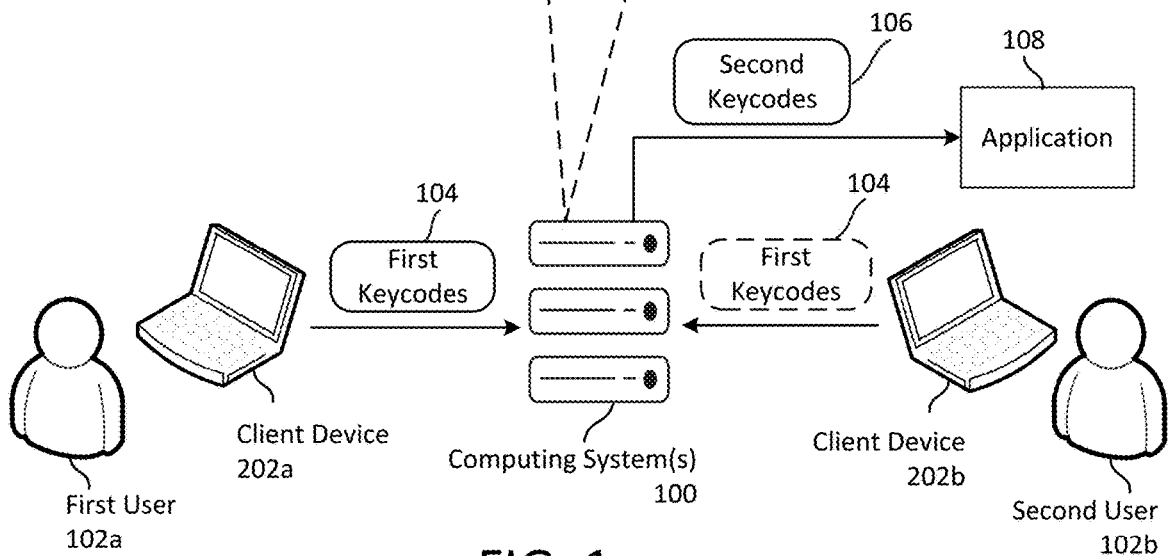 106
Second
Keycodes
108
Application
104
First
Keycodes
104
First
Keycodes
Client Device
202a
Computing System(s)
100
Client Device
202b
First User
102a
Second User
102b
FIG. 1